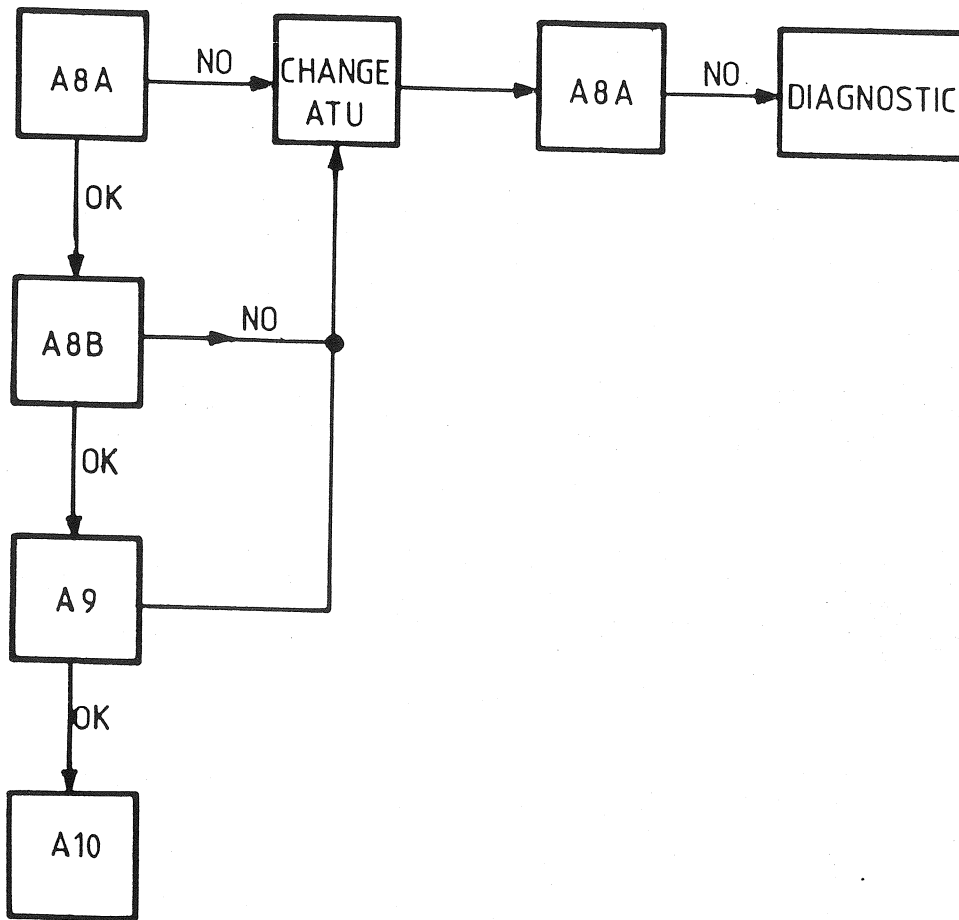 A8A
NO
CHANGE
ATU
A8A
NO
DIAGNOSTIC
OK
A8B
NO
OK
A9
OK
A10